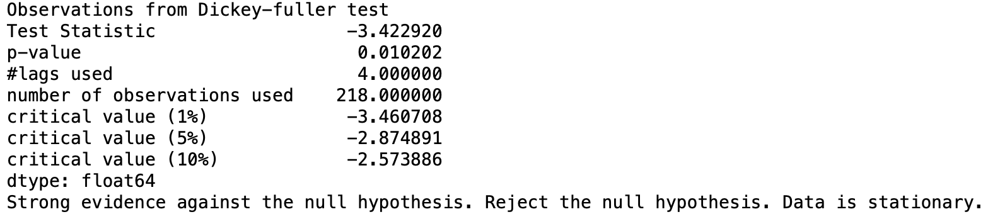 Observations from Dickey-fuller test
Test Statistic -3.422920
p-value 0.010202
#lags used 4.000000
number of observations used 218.000000
critical value (1%) -3.460708
critical value (5%) -2.874891
critical value (10%) -2.573886
dtype: float64
Strong evidence against the null hypothesis. Reject the null hypothesis. Data is stationary.